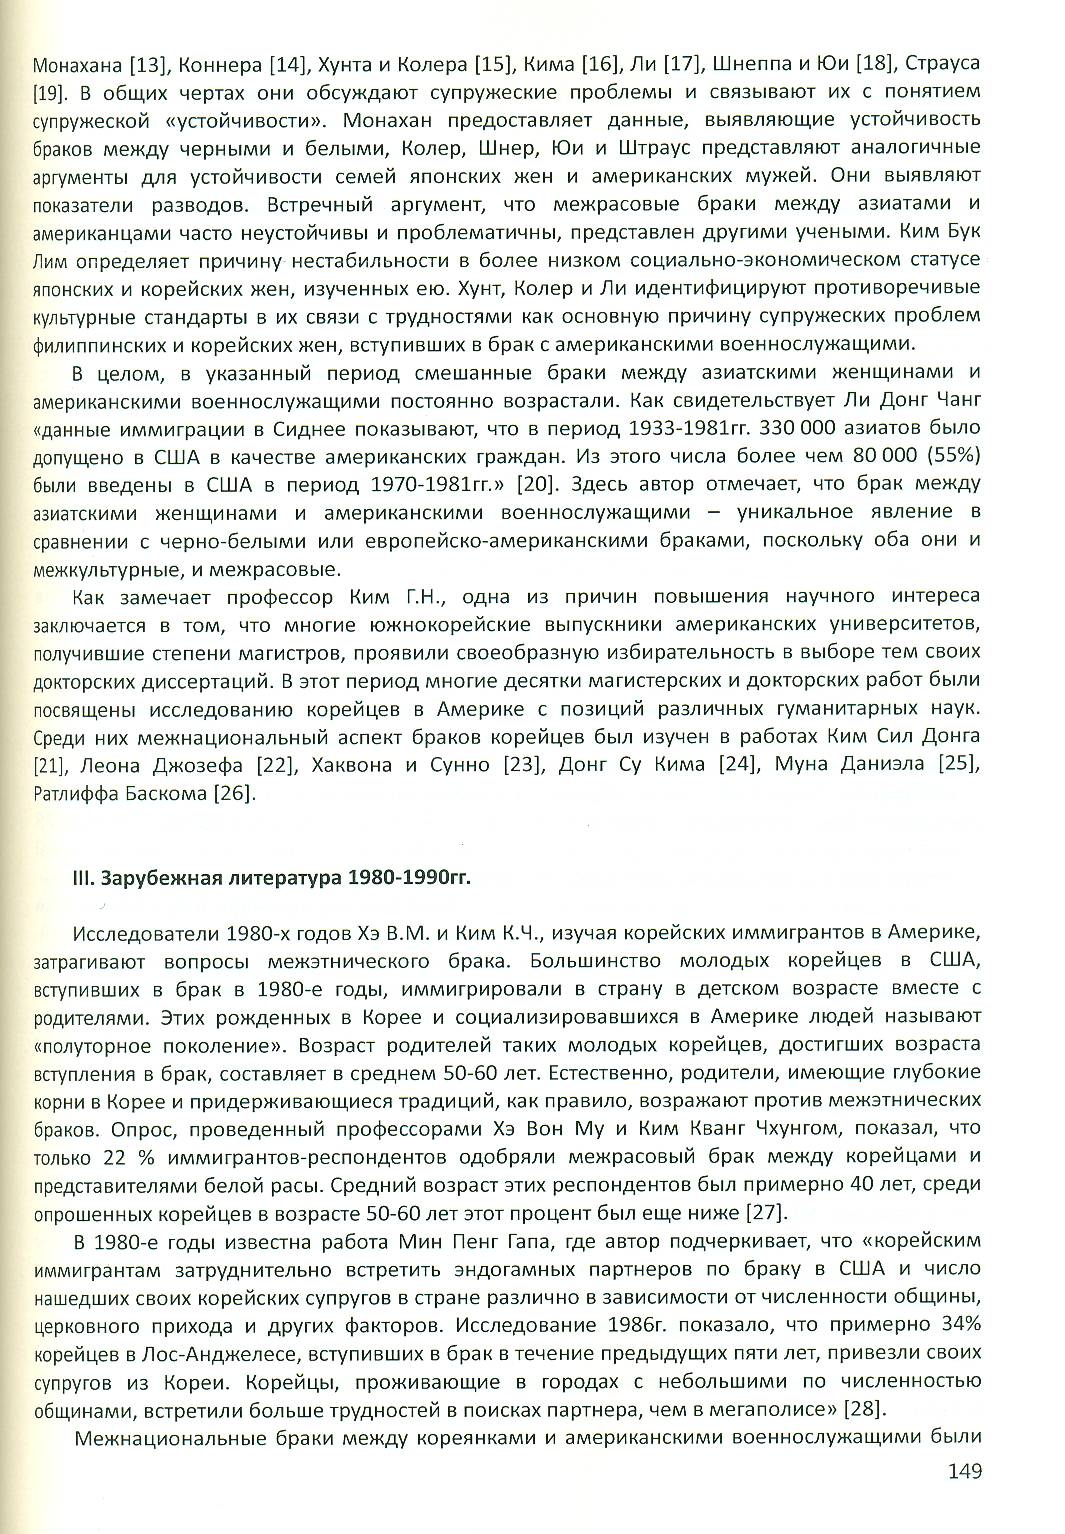 Монахана [13], Коннера [14], Хунта и Колера [15], Кима [16], Ли [17], Шнеппа и Юи [18], Страуса
[19]. В общих чертах они обсуждают супружеские проблемы и связывают их с понятием
супружеской «устойчивости». Монахан предоставляет данные, выявляющие устойчивость
браков между черными и белыми, Колер, Шнер, Юи и Штраус представляют аналогичные
аргументы для устойчивости семей японских жен и американских мужей. Они выявляют
показатели разводов. Встречный аргумент, что межрасовые браки между азиатами и
американцами часто неустойчивы и проблематичны, представлен другими учеными. Ким Бук
Лим определяет причину нестабильности в более низком социально-экономическом статусе
японских и корейских жен, изученных ею. Хунт, Колер и Ли идентифицируют противоречивые
культурные стандарты в их связи с трудностями как основную причину супружеских проблем
филиппинских и корейских жен, вступивших в брак с американскими военнослужащими.
В целом, в указанный период смешанные браки между азиатскими женщинами и
американскими военнослужащими постоянно возрастали. Как свидетельствует Ли Донг Чанг
«данные иммиграции в Сиднее показывают, что в период 1933-1981гг. 330 000 азиатов было
допущено в США в качестве американских граждан. Из этого числа более чем 80 000 (55%)
были введены в США в период 1970-1981гг.» [20]. Здесь автор отмечает, что брак между
азиатскими женщинами и американскими военнослужащими – уникальное явление в
сравнении с черно-белыми или европейско-американскими браками, поскольку оба они и
межкультурные, и межрасовые.
Как замечает профессор Ким Г.Н., одна из причин повышения научного интереса
заключается в том, что многие южнокорейские выпускники американских университетов,
получившие степени магистров, проявили своеобразную избирательность в выборе тем своих
докторских диссертаций. В этот период многие десятки магистерских и докторских работ были
посвящены исследованию корейцев в Америке с позиций различных гуманитарных наук.
Среди них межнациональный аспект браков корейцев был изучен в работах Ким Сил Донга
[21], Леона Джозефа [22], Хаквона и Сунно [23], Донг Су Кима [24], Муна Даниэла [25],
Ратлиффа Баскома [26].
III. Зарубежная литература 1980-1990гг.
Исследователи 1980-х годов Хэ В.М. и Ким К.Ч., изучая корейских иммигрантов в Америке,
затрагивают вопросы межэтнического брака. Большинство молодых корейцев в США,
вступивших в брак в 1980-е годы, иммигрировали в страну в детском возрасте вместе с
родителями. Этих рожденных в Корее и социализировавшихся в Америке людей называют
«полуторное поколение». Возраст родителей таких молодых корейцев, достигших возраста
вступления в брак, составляет в среднем 50-60 лет. Естественно, родители, имеющие глубокие
корни в Корее и придерживающиеся традиций, как правило, возражают против межэтнических
браков. Опрос, проведенный профессорами Хэ Вон Му и Ким Кванг Чхунгом, показал, что
только 22 % иммигрантов-респондентов одобряли межрасовый брак между корейцами и
представителями белой расы. Средний возраст этих респондентов был примерно 40 лет, среди
опрошенных корейцев в возрасте 50-60 лет этот процент был еще ниже [27].
В 1980-е годы известна работа Мин Пенг Гапа, где автор подчеркивает, что «корейским
иммигрантам затруднительно встретить эндогамных партнеров по браку в США и число
нашедших своих корейских супругов в стране различно в зависимости от численности общины,
церковного прихода и других факторов. Исследование 1986г. показало, что примерно 34%
корейцев в Лос-Анджелесе, вступивших в брак в течение предыдущих пяти лет, привезли своих
супругов из Кореи. Корейцы, проживающие в городах с небольшими по численностью
общинами, встретили больше трудностей в поисках партнера, чем в мегаполисе» [28].
Межнациональные браки между кореянками и американскими военнослужащими были
149